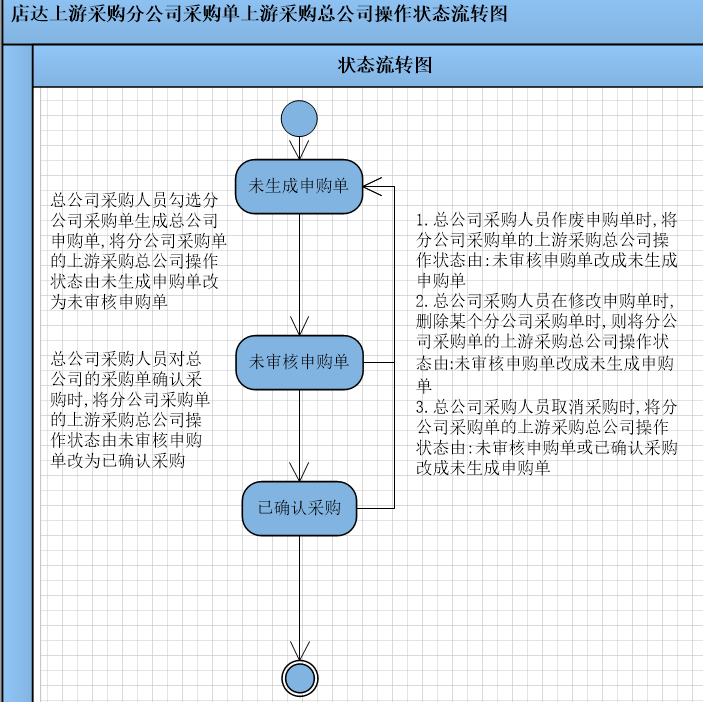 店达上游采购分公司采购单上游采购总公司操作状态流转图
状态流转图
未生成申购单
总公司采购人员勾选分
公司采购单生成总公司
申购单,将分公司采购单
的上游采购总公司操作
状态由未生成申购单改
为未审核申购单
1.总公司采购人员作废申购单时,将
分公司采购单的上游采购总公司操
作状态由:未审核申购单改成未生成
申购单
2.总公司采购人员在修改申购单时,
删除某个分公司采购单时,则将分公
司采购单的上游采购总公司操作状
态由:未审核申购单改成未生成申购
单
3.总公司采购人员取消采购时,将分
公司采购单的上游采购总公司操作
状态由:未审核申购单或已确认采购
改成未生成申购单
未审核申购单
总公司采购人员对总
公司的采购单确认采
购时,将分公司采购单
的上游采购总公司操
作状态由未审核申购
单改为已确认采购
已确认采购